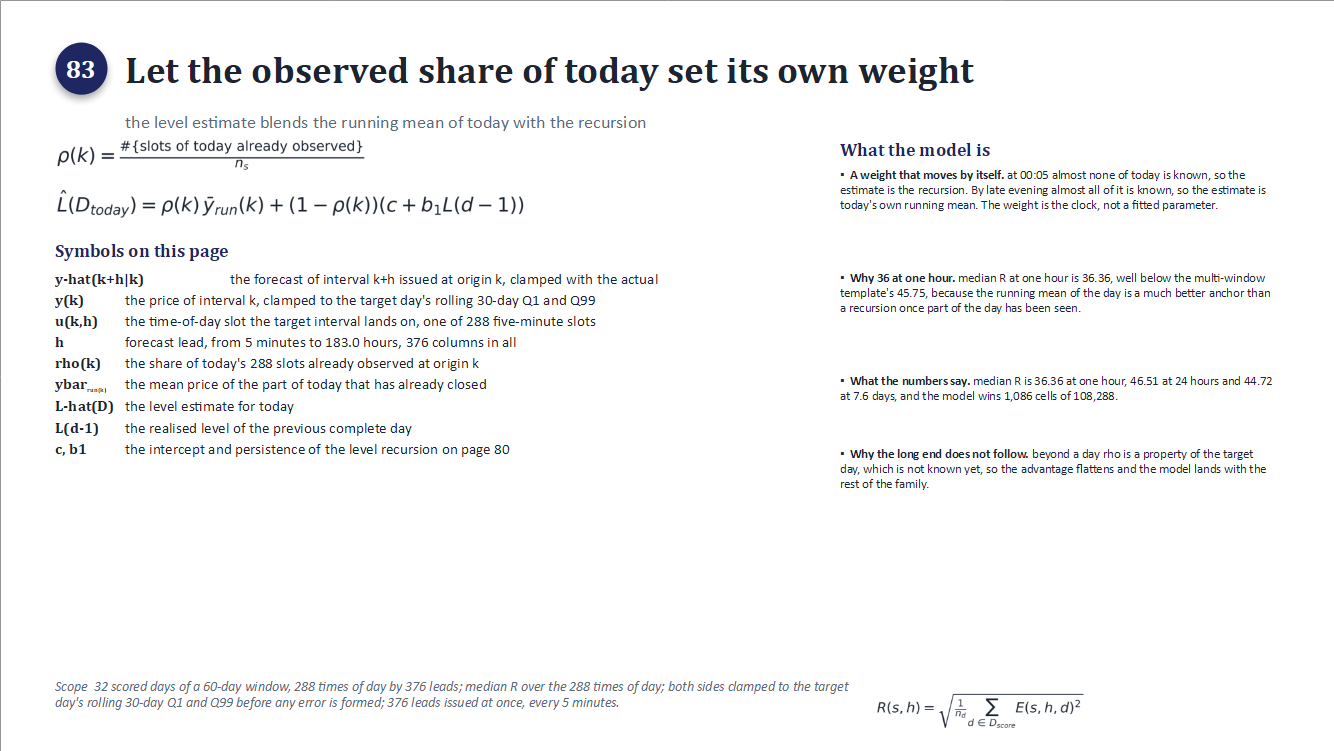 83
Let the observed share of today set its own weight
the level estimate blends the running mean of today with the recursion
ρ(k) = #{slots of today already observed} / n_s
L̂(D_today) = ρ(k) ȳ_run(k) + (1 − ρ(k))(c + b_1L(d − 1))
Symbols on this page
y-hat(k+h|k) the forecast of interval k+h issued at origin k, clamped with the actual
y(k) the price of interval k, clamped to the target day's rolling 30-day Q1 and Q99
u(k,h) the time-of-day slot the target interval lands on, one of 288 five-minute slots
h forecast lead, from 5 minutes to 183.0 hours, 376 columns in all
rho(k) the share of today's 288 slots already observed at origin k
ybar_run(k) the mean price of the part of today that has already closed
L-hat(D) the level estimate for today
L(d-1) the realised level of the previous complete day
c, b1 the intercept and persistence of the level recursion on page 80
What the model is
▪ A weight that moves by itself. at 00:05 almost none of today is known, so the
estimate is the recursion. By late evening almost all of it is known, so the estimate is
today's own running mean. The weight is the clock, not a fitted parameter.
▪ Why 36 at one hour. median R at one hour is 36.36, well below the multi-window
template's 45.75, because the running mean of the day is a much better anchor than
a recursion once part of the day has been seen.
▪ What the numbers say. median R is 36.36 at one hour, 46.51 at 24 hours and 44.72
at 7.6 days, and the model wins 1,086 cells of 108,288.
▪ Why the long end does not follow. beyond a day rho is a property of the target
day, which is not known yet, so the advantage flattens and the model lands with the
rest of the family.
Scope 32 scored days of a 60-day window, 288 times of day by 376 leads; median R over the 288 times of day; both sides clamped to the target
day's rolling 30-day Q1 and Q99 before any error is formed; 376 leads issued at once, every 5 minutes.
R(s, h) = √(1/n_d ∑_{d ∈ D_score} E(s, h, d)²)